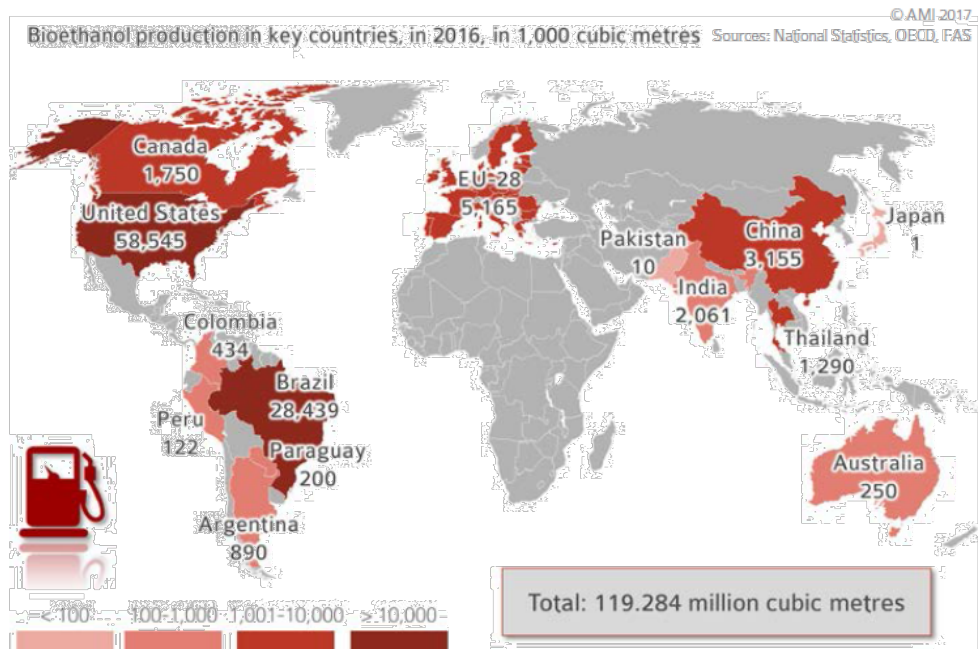 © AMI 2017
Bioethanol production in key countries, in 2016, in 1,000 cubic metres
Sources: National Statistics, OECD, FAS
Canada
1,750
United States
58,545
EU-28
5,165
Pakistan
10
China
3,155
Japan
1
India
2,061
Thailand
1,290
Colombia
434
Brazil
28,439
Peru
122
Paraguay
200
Argentina
890
Australia
250
Total: 119.284 million cubic metres
< 100 100-1,000 1,001-10,000 > 10,000